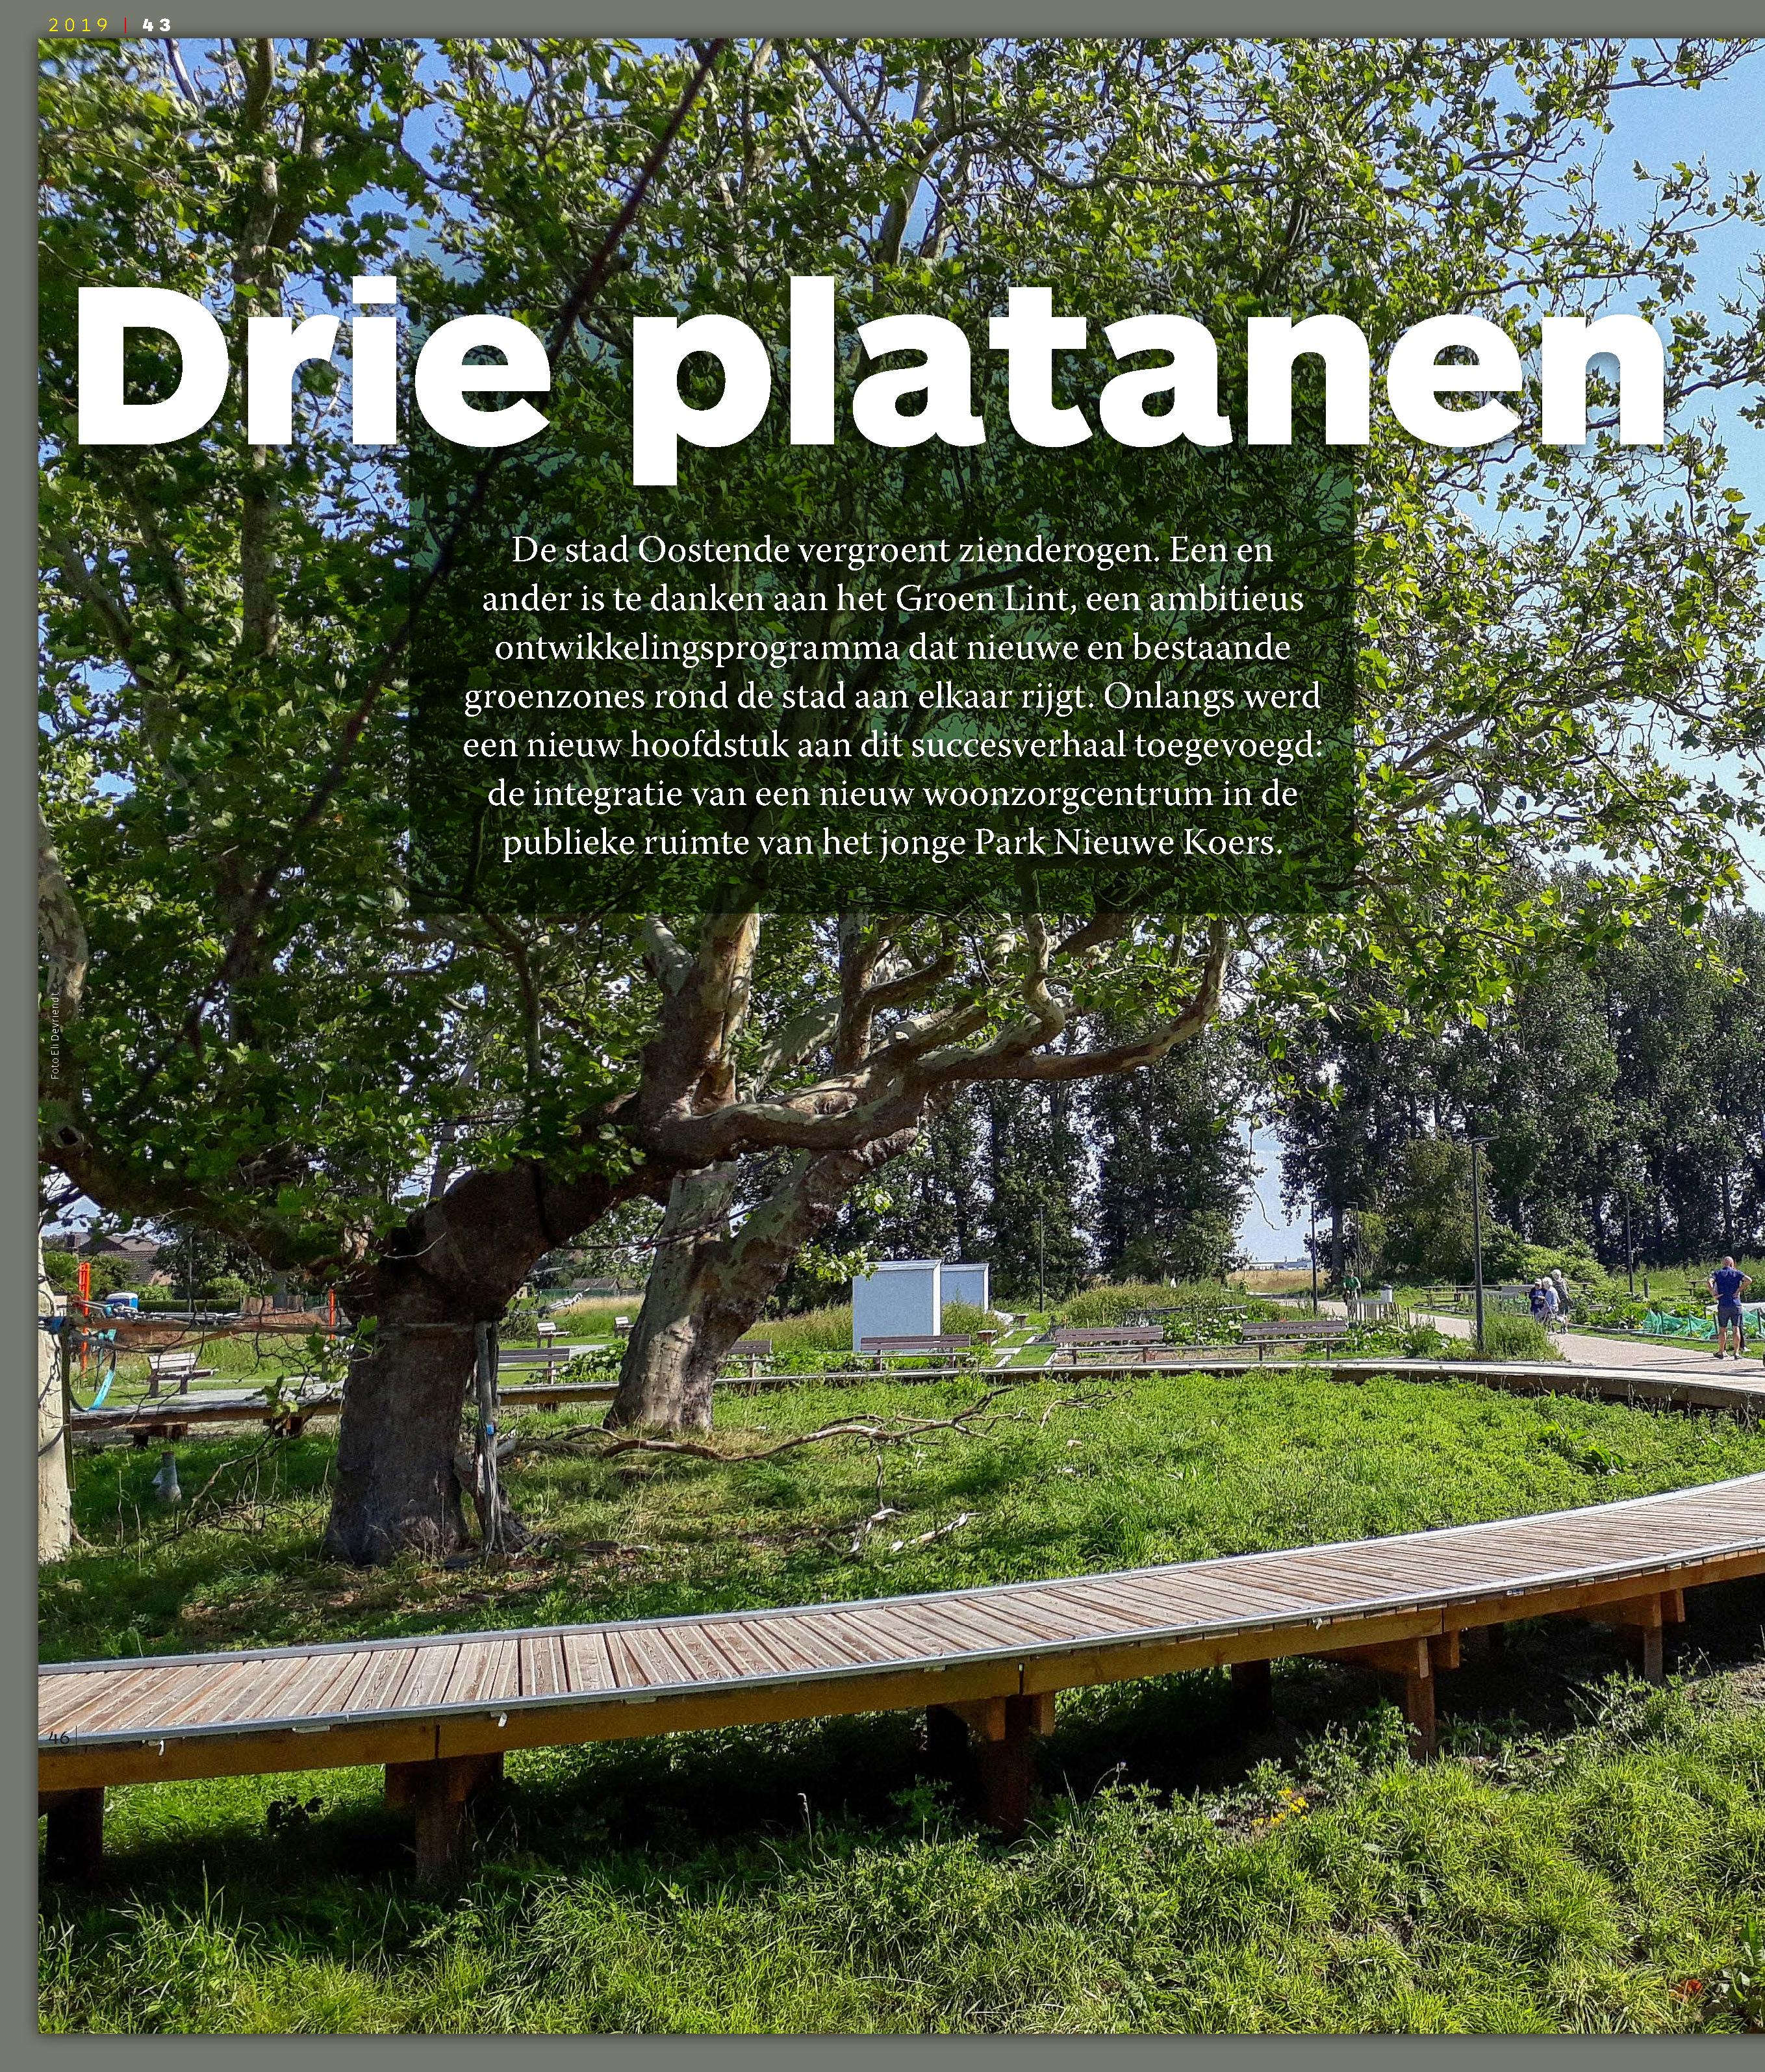 2019 | 43
Drie platanen
De stad Oostende vergroent zienderogen. Een en
ander is te danken aan het Groen Lint, een ambitieus
ontwikkelingsprogramma dat nieuwe en bestaande
groenzones rond de stad aan elkaar rijgt. Onlangs werd
een nieuw hoofdstuk aan dit succesverhaal toegevoegd:
de integratie van een nieuw woonzorgcentrum in de
publieke ruimte van het jonge Park Nieuwe Koers.
Foto Eli Devriendt
46 |